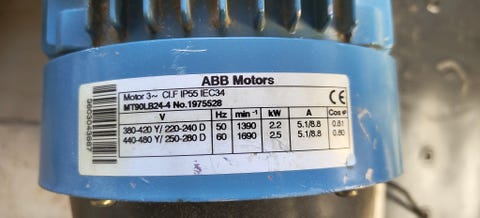 ABB Motors
Motor 3~ Cl.F IP55 IEC34
MT90LB24-4 No.1975528
CE
V Hz min⁻¹ kW A Cos φ
380-420 Y/ 220-240 D 50 1390 2.2 5.1/8.8 0.81
440-480 Y/ 250-280 D 60 1690 2.5 5.1/8.8 0.80